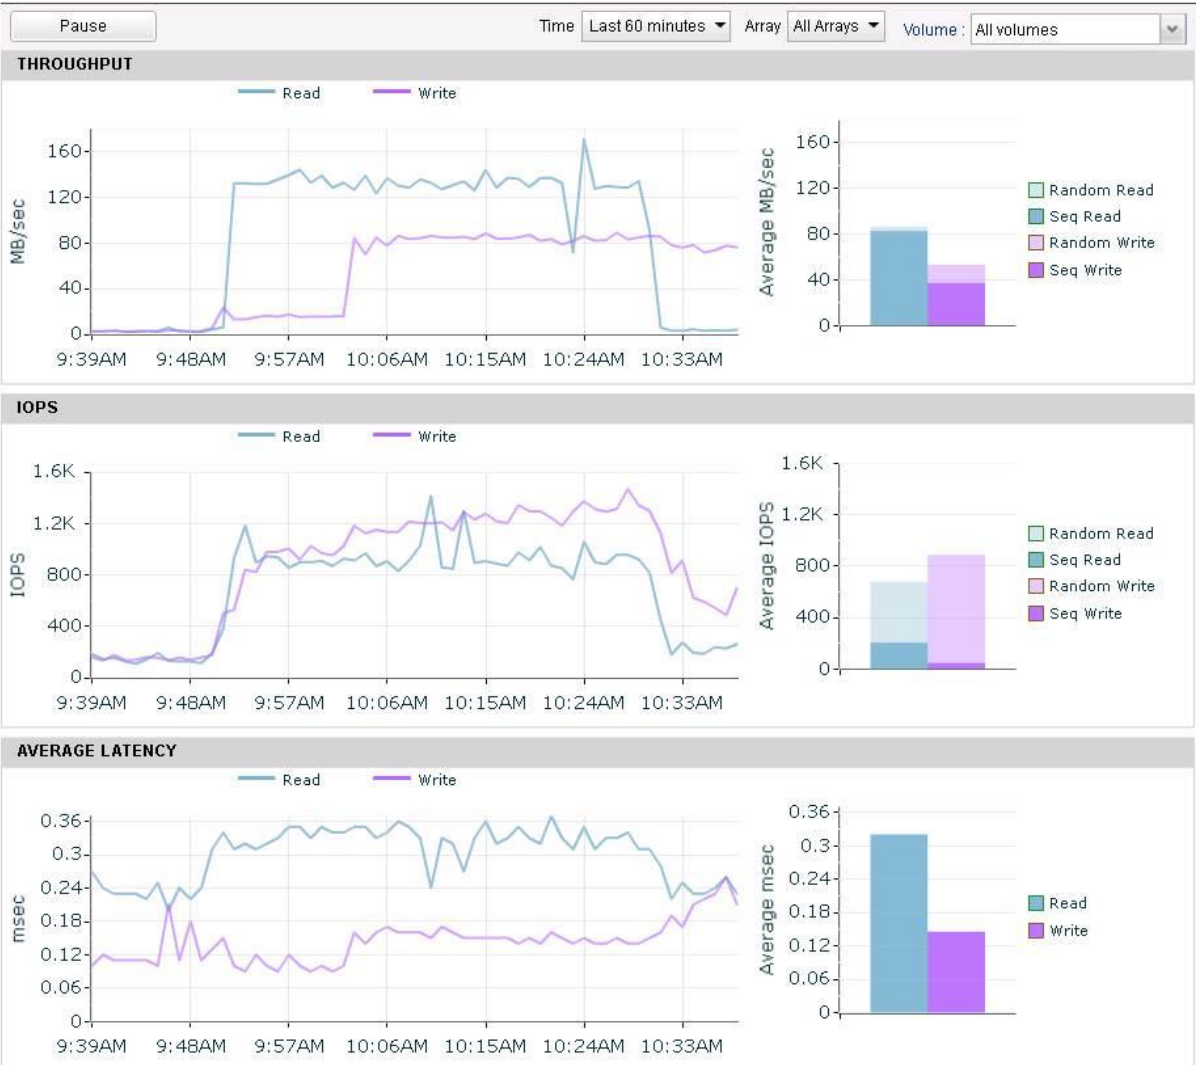 Pause
Time Last 60 minutes Array All Arrays Volume : All volumes
THROUGHPUT
Read Write
MB/sec
160
120
80
40
0
9:39AM 9:48AM 9:57AM 10:06AM 10:15AM 10:24AM 10:33AM
Average MB/sec
160
120
80
40
0
Random Read
Seq Read
Random Write
Seq Write
IOPS
Read Write
IOPS
1.6K
1.2K
800
400
0
9:39AM 9:48AM 9:57AM 10:06AM 10:15AM 10:24AM 10:33AM
Average IOPS
1.6K
1.2K
800
400
0
Random Read
Seq Read
Random Write
Seq Write
AVERAGE LATENCY
Read Write
msec
0.36
0.3
0.24
0.18
0.12
0.06
0
9:39AM 9:48AM 9:57AM 10:06AM 10:15AM 10:24AM 10:33AM
Average msec
0.36
0.3
0.24
0.18
0.12
0.06
0
Read
Write